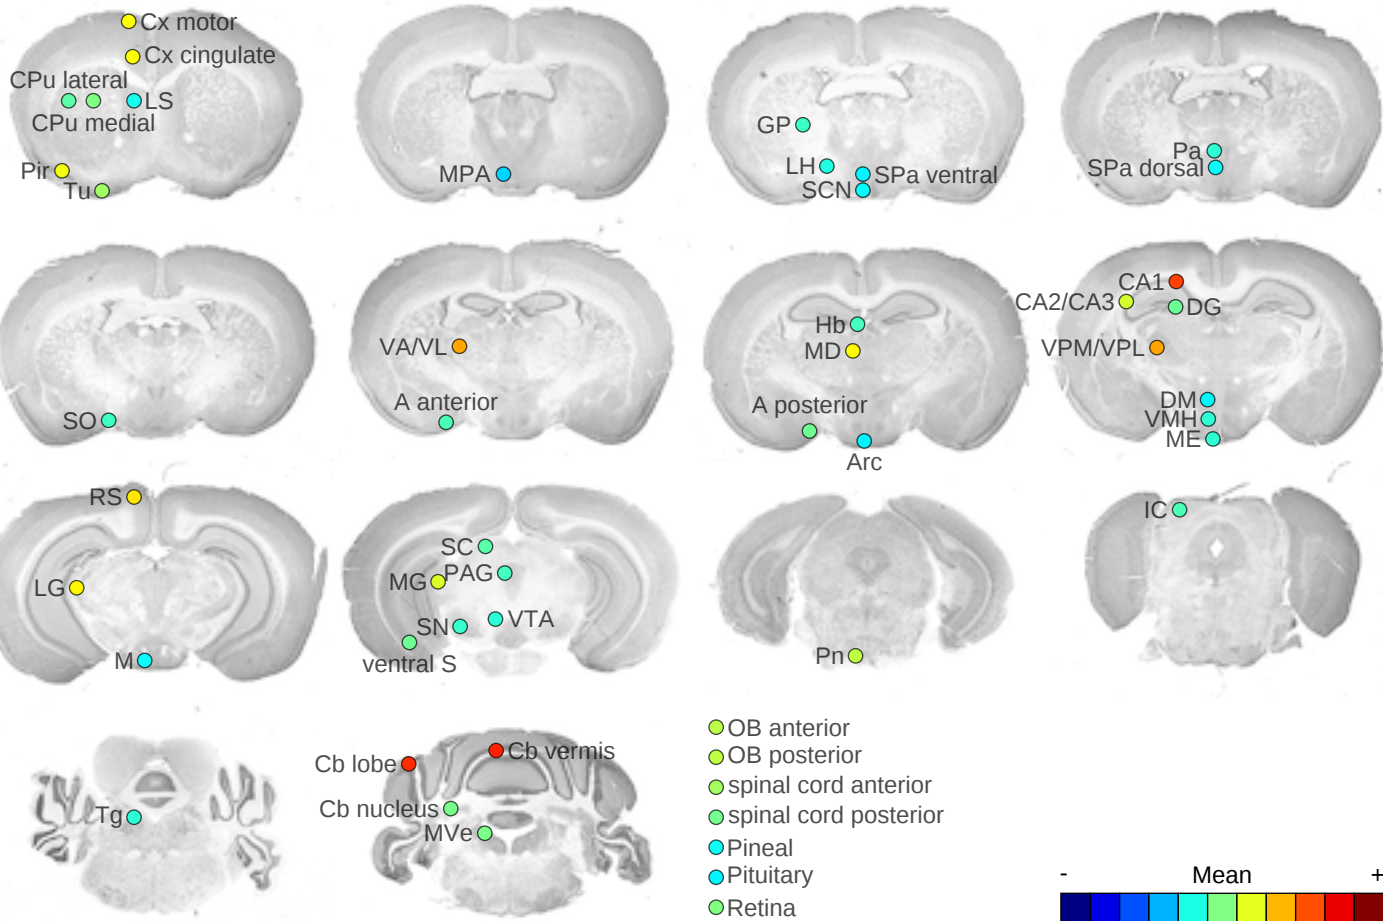 Cx motor
Cx cingulate
CPu lateral
LS
CPu medial
Pir
Tu
MPA
GP
LH
SPa ventral
SCN
Pa
SPa dorsal
SO
VA/VL
A anterior
Hb
MD
A posterior
Arc
CA1
CA2/CA3
DG
VPM/VPL
DM
VMH
ME
RS
LG
M
SC
MG
PAG
SN
VTA
ventral S
Pn
IC
Tg
Cb lobe
Cb vermis
Cb nucleus
MVe
OB anterior
OB posterior
spinal cord anterior
spinal cord posterior
Pineal
Pituitary
Retina
- Mean +